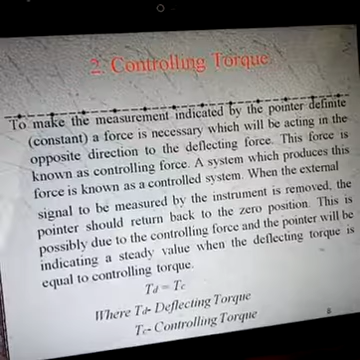 2. Controlling Torque
To make the measurement indicated by the pointer definite
(constant) a force is necessary which will be acting in the
opposite direction to the deflecting force. This force is
known as controlling force. A system which produces this
force is known as a controlled system. When the external
signal to be measured by the instrument is removed, the
pointer should return back to the zero position. This is
possibly due to the controlling force and the pointer will be
indicating a steady value when the deflecting torque is
equal to controlling torque.
Td = Tc
Where Td- Deflecting Torque
Tc- Controlling Torque